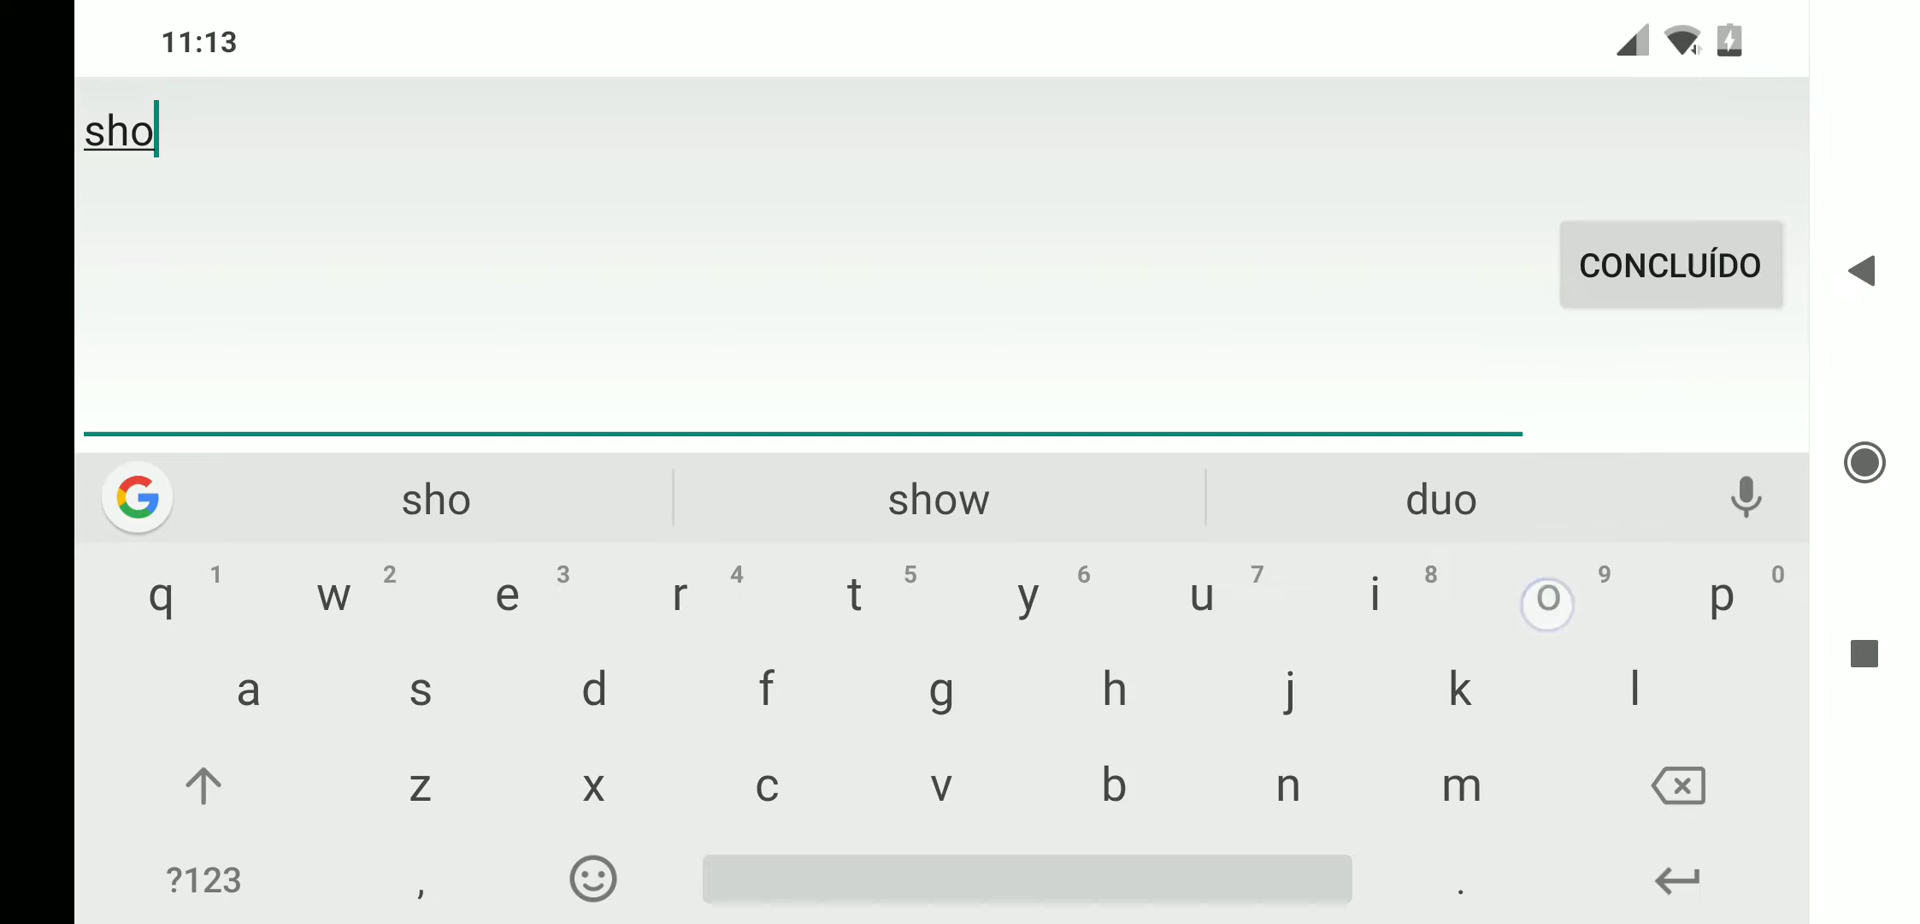 11:13
sho
CONCLUÍDO
sho show duo
q 1 w 2 e 3 r 4 t 5 y 6 u 7 i 8 o 9 p 0
a s d f g h j k l
z x c v b n m
?123 , .